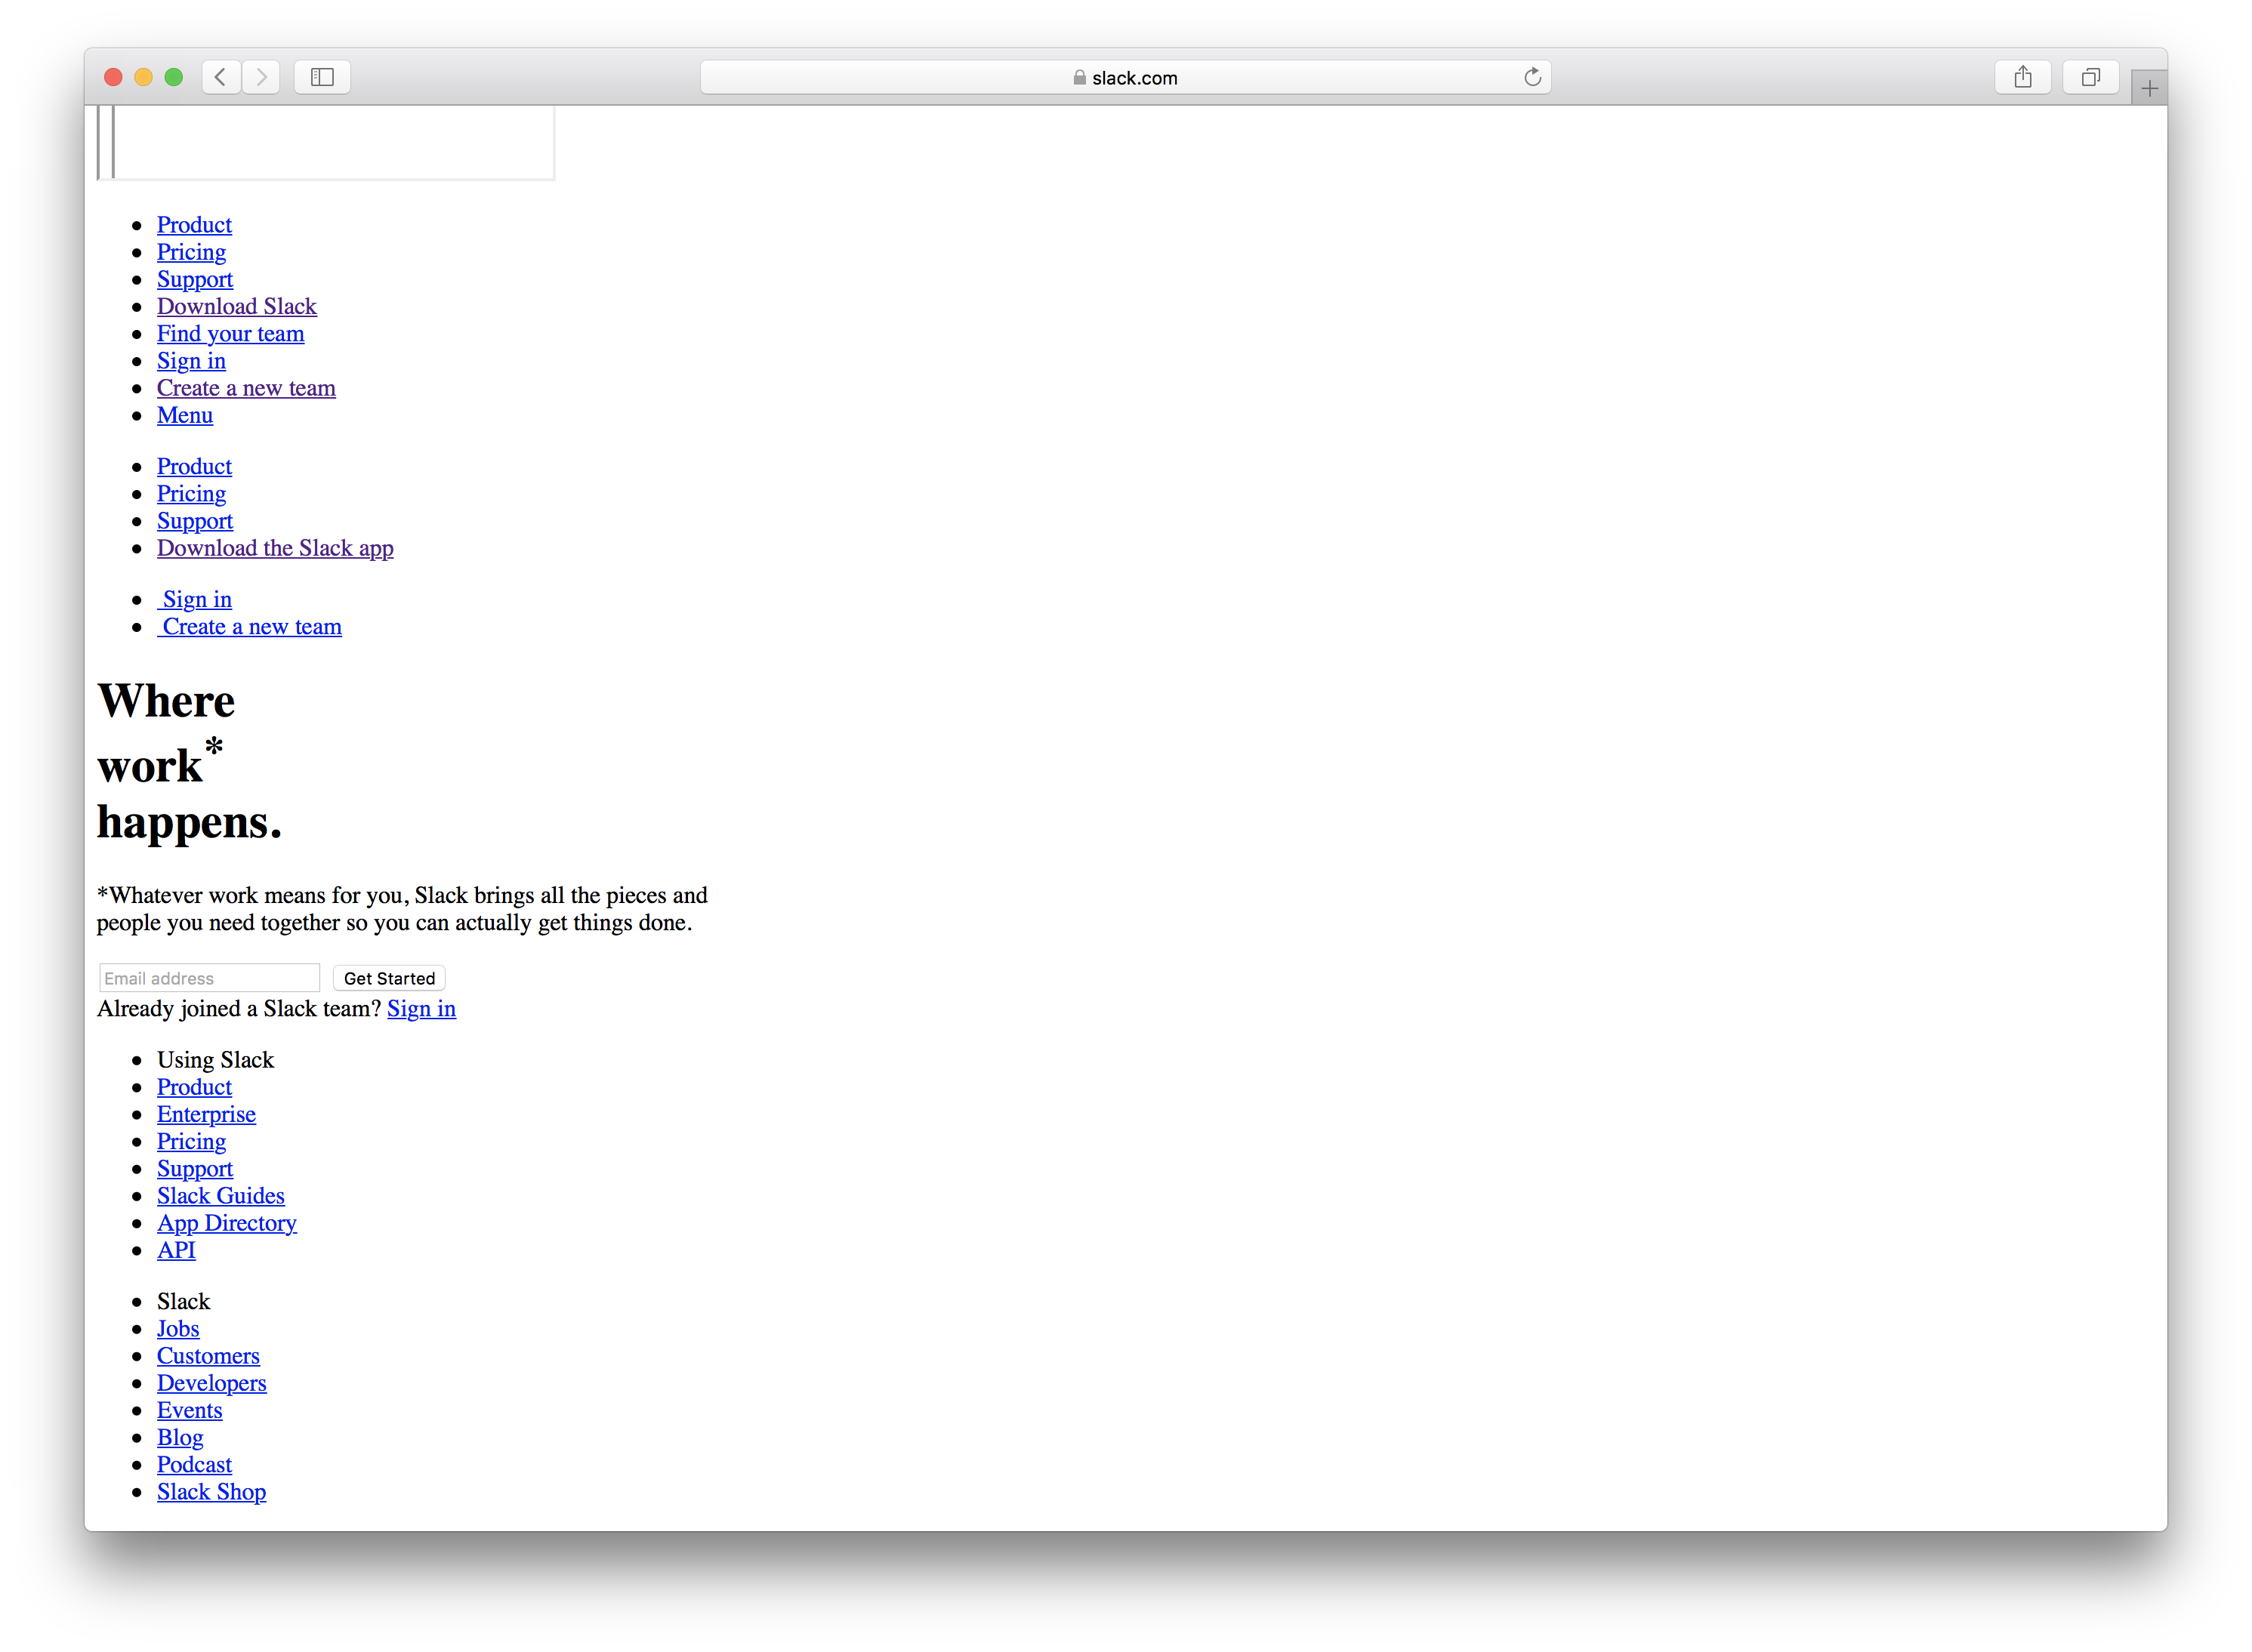 slack.com
Product
Pricing
Support
Download Slack
Find your team
Sign in
Create a new team
Menu
Product
Pricing
Support
Download the Slack app
Sign in
Create a new team
Where
work*
happens.
*Whatever work means for you, Slack brings all the pieces and
people you need together so you can actually get things done.
Email address Get Started
Already joined a Slack team? Sign in
Using Slack
Product
Enterprise
Pricing
Support
Slack Guides
App Directory
API
Slack
Jobs
Customers
Developers
Events
Blog
Podcast
Slack Shop